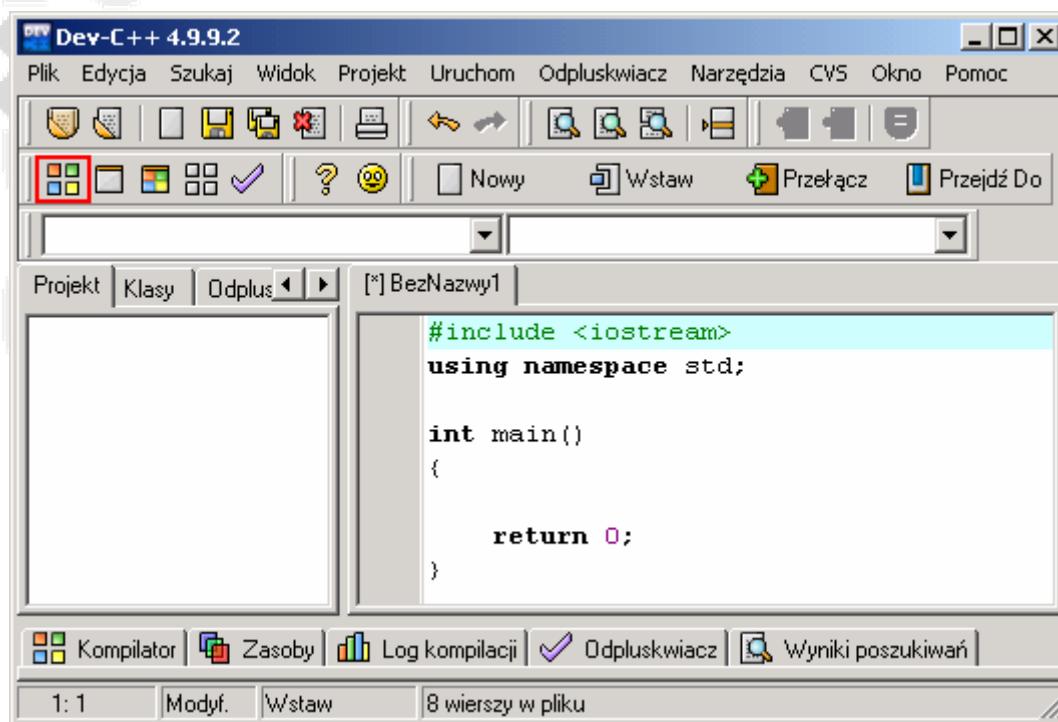 DEV Dev-C++ 4.9.9.2
Plik Edycja Szukaj Widok Projekt Uruchom Odpluskwiacz Narzędzia CVS Okno Pomoc
Nowy Wstaw Przełącz Przejdź Do
Projekt Klasy Odplus [*] BezNazwy1
#include <iostream>
using namespace std;
int main()
{
return 0;
}
Kompilator Zasoby Log kompilacji Odpluskwiacz Wyniki poszukiwań
1: 1 Modyf. Wstaw 8 wierszy w pliku